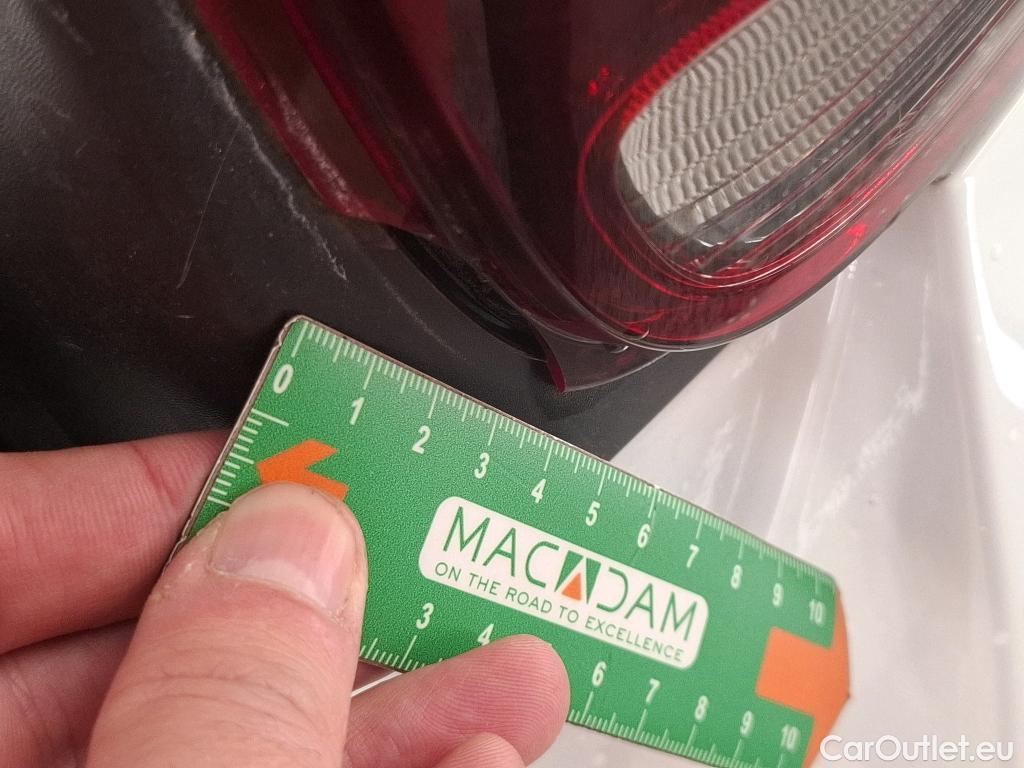 0 1 2 3 4 5 6 7 8 9 10
MACADAM
ON THE ROAD TO EXCELLENCE
3 4 6 7 8 9 10
CarOutlet.eu